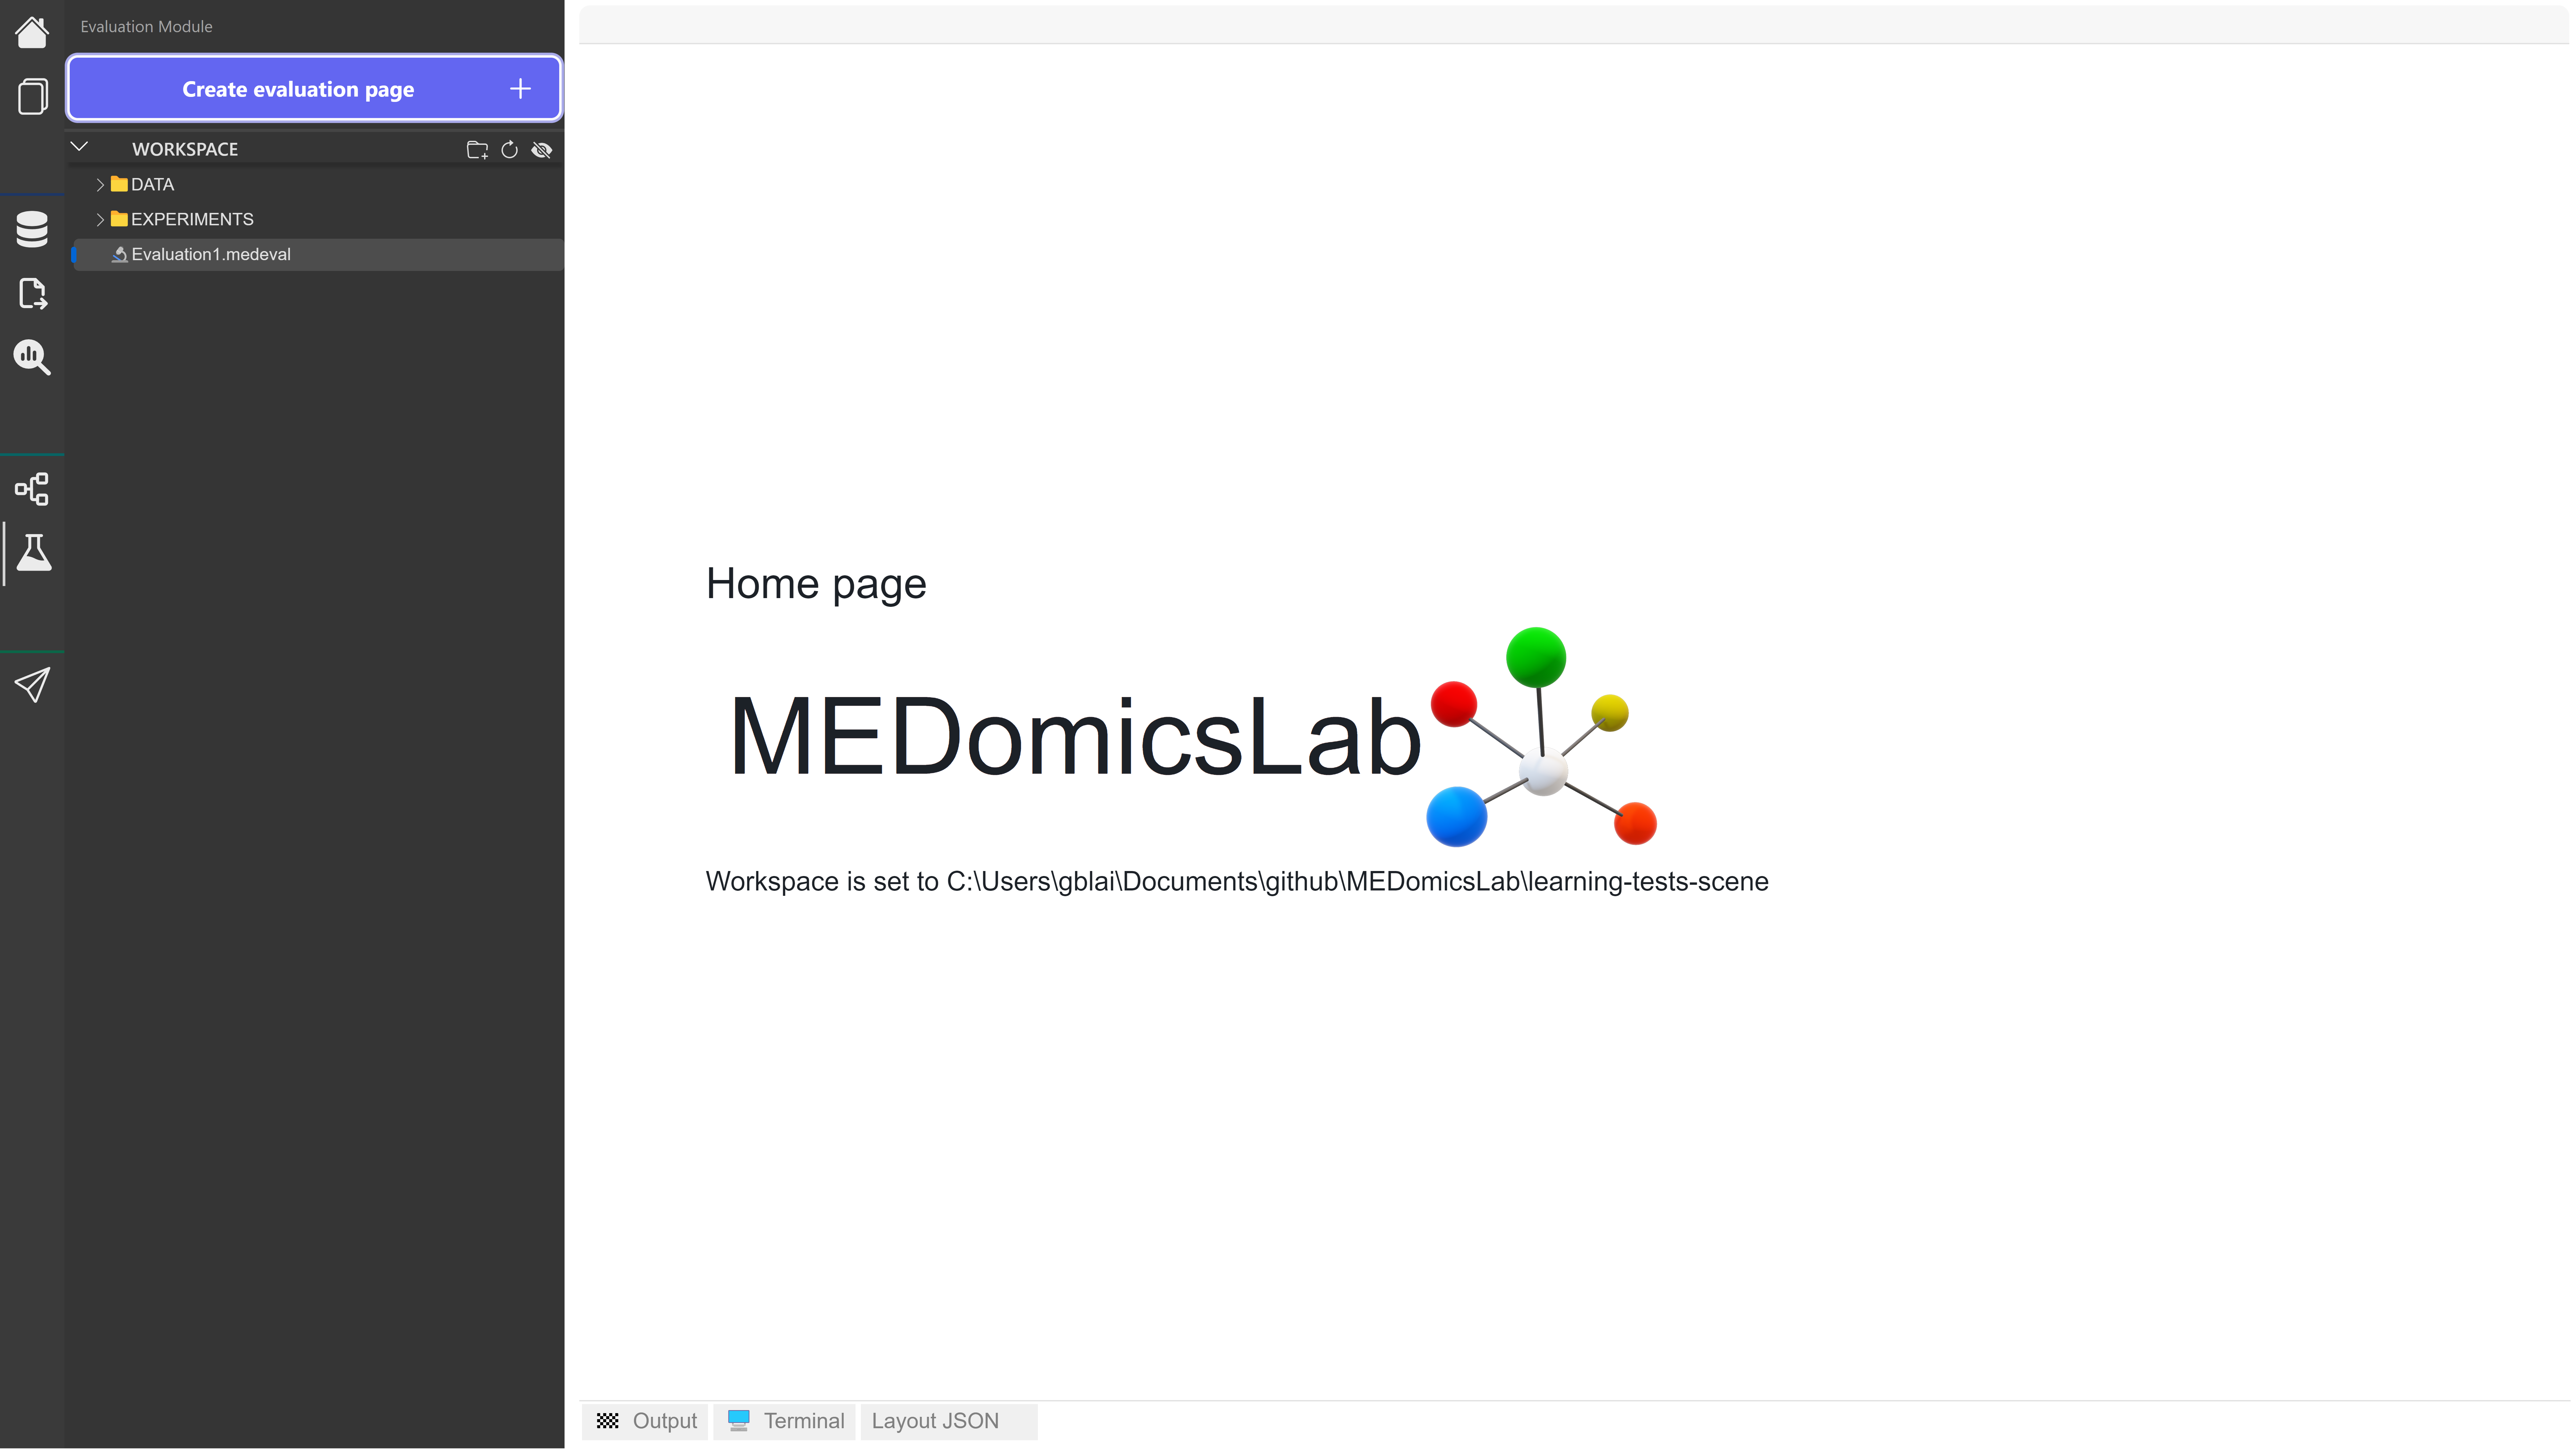 Evaluation Module
Create evaluation page
WORKSPACE
DATA
EXPERIMENTS
Evaluation1.medeval
Home page
MEDomicsLab
Workspace is set to C:\Users\gblai\Documents\github\MEDomicsLab\learning-tests-scene
Output
Terminal
Layout JSON